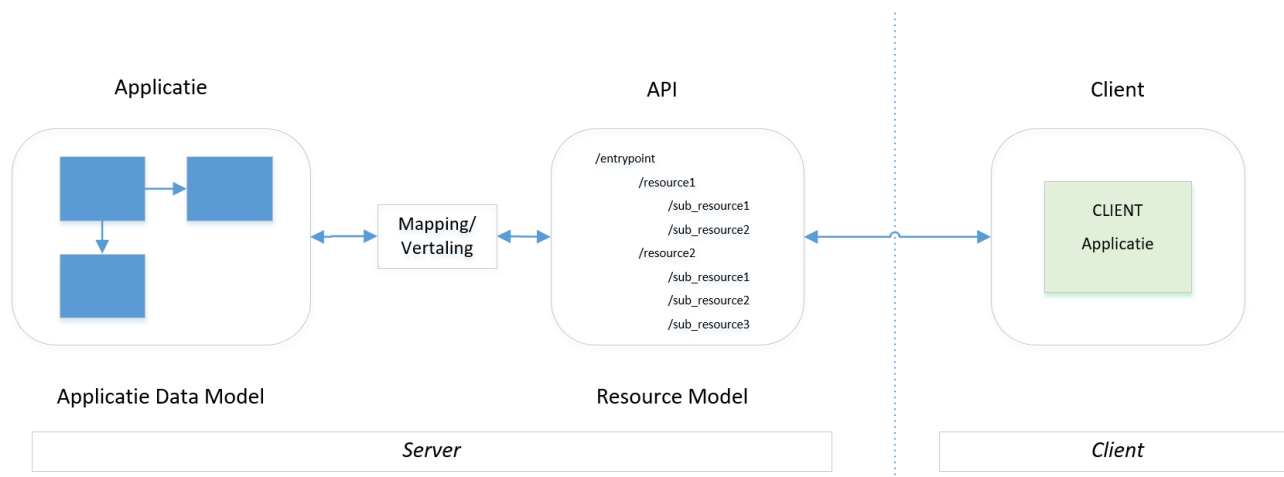 Applicatie
API
Client
/entrypoint
/resource1
/sub_resource1
/sub_resource2
/resource2
/sub_resource1
/sub_resource2
/sub_resource3
Mapping/
Vertaling
CLIENT
Applicatie
Applicatie Data Model
Resource Model
Server
Client